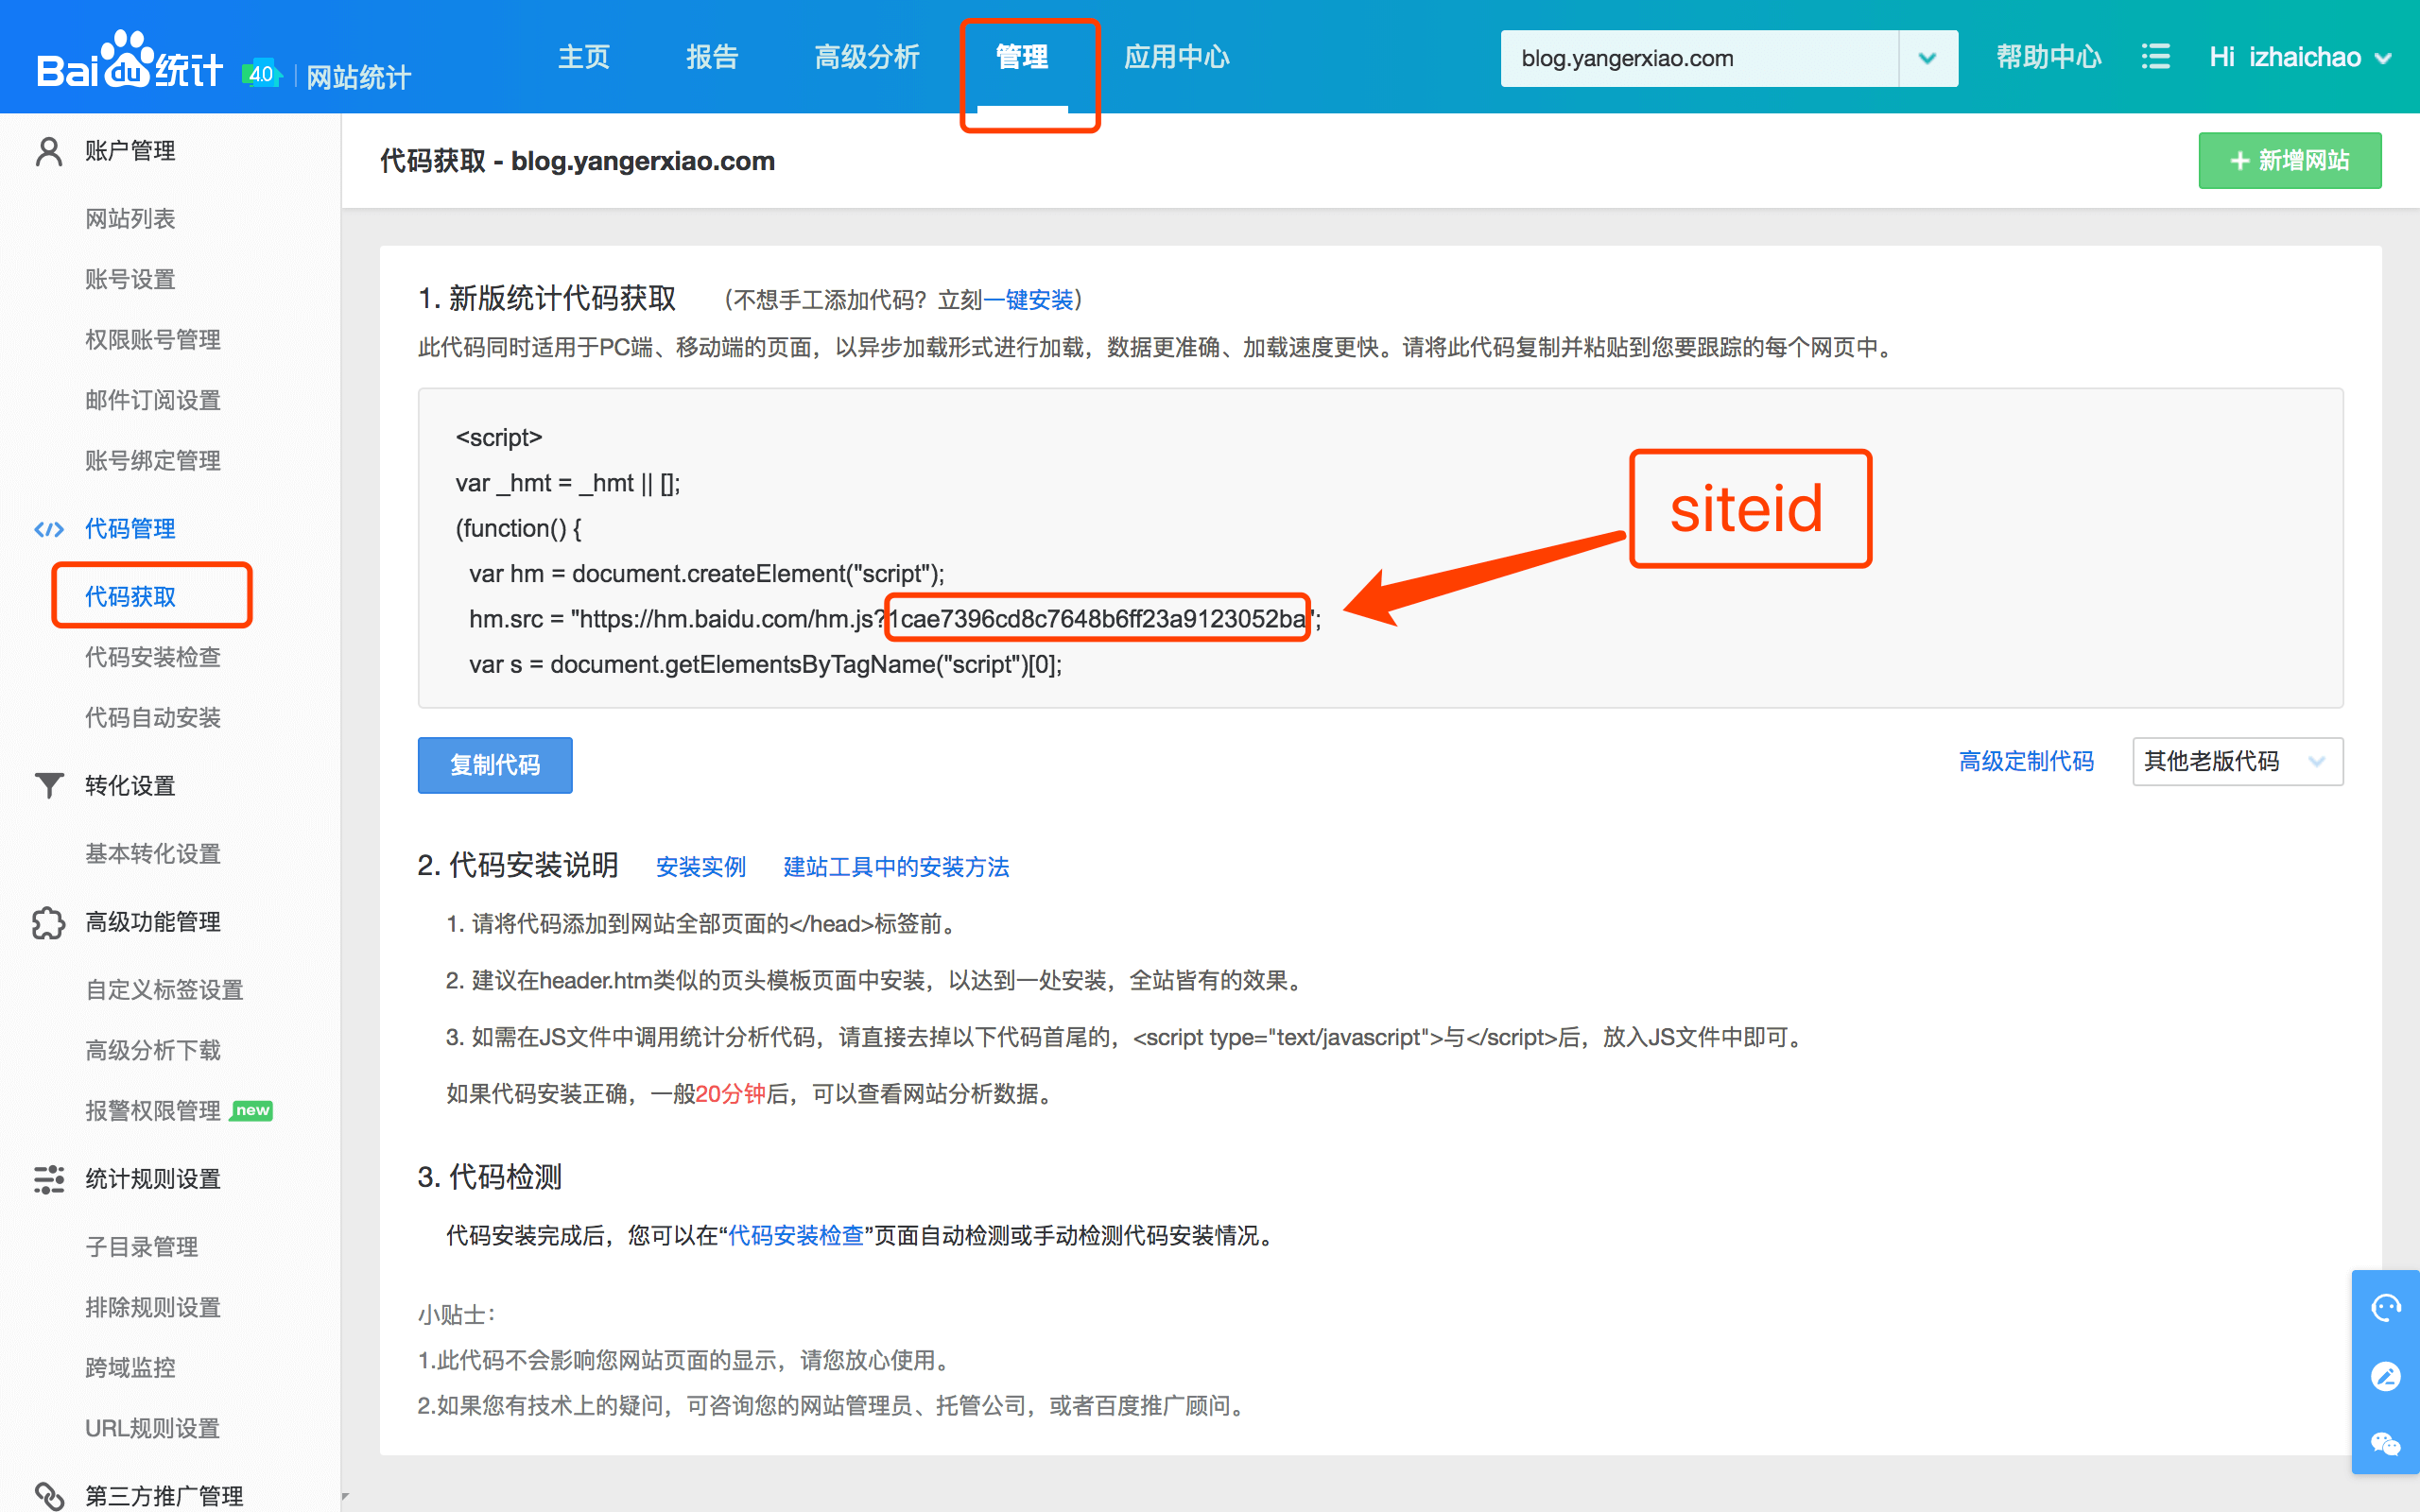 Baidu统计 4.0 | 网站统计
主页 报告 高级分析 管理 应用中心
blog.yangerxiao.com
帮助中心
Hi izhaichao
账户管理
网站列表
账号设置
权限账号管理
邮件订阅设置
账号绑定管理
代码管理
代码获取
代码安装检查
代码自动安装
转化设置
基本转化设置
高级功能管理
自定义标签设置
高级分析下载
报警权限管理 new
统计规则设置
子目录管理
排除规则设置
跨域监控
URL规则设置
第三方推广管理
代码获取 - blog.yangerxiao.com
+ 新增网站
1. 新版统计代码获取 （不想手工添加代码？立刻一键安装）
此代码同时适用于PC端、移动端的页面，以异步加载形式进行加载，数据更准确、加载速度更快。请将此代码复制并粘贴到您要跟踪的每个网页中。
<script>
var _hmt = _hmt || [];
(function() {
var hm = document.createElement("script");
hm.src = "https://hm.baidu.com/hm.js?1cae7396cd8c7648b6ff23a9123052ba";
var s = document.getElementsByTagName("script")[0];
siteid
复制代码
高级定制代码
其他老版代码
2. 代码安装说明 安装实例 建站工具中的安装方法
1. 请将代码添加到网站全部页面的</head>标签前。
2. 建议在header.htm类似的页头模板页面中安装，以达到一处安装，全站皆有的效果。
3. 如需在JS文件中调用统计分析代码，请直接去掉以下代码首尾的，<script type="text/javascript">与</script>后，放入JS文件中即可。
如果代码安装正确，一般20分钟后，可以查看网站分析数据。
3. 代码检测
代码安装完成后，您可以在“代码安装检查”页面自动检测或手动检测代码安装情况。
小贴士：
1.此代码不会影响您网站页面的显示，请您放心使用。
2.如果您有技术上的疑问，可咨询您的网站管理员、托管公司，或者百度推广顾问。